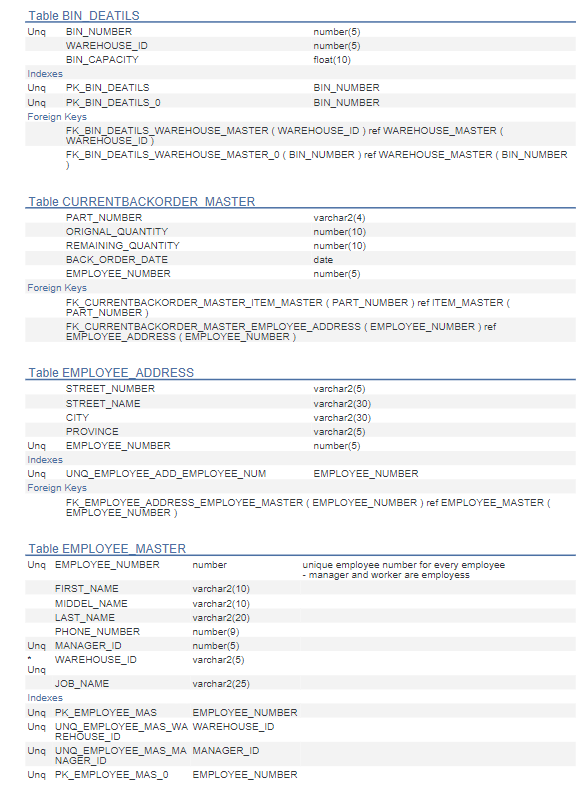 Table BIN_DEATILS
Unq BIN_NUMBER number(5)
WAREHOUSE_ID number(5)
BIN_CAPACITY float(10)
Indexes
Unq PK_BIN_DEATILS BIN_NUMBER
Unq PK_BIN_DEATILS_0 BIN_NUMBER
Foreign Keys
FK_BIN_DEATILS_WAREHOUSE_MASTER ( WAREHOUSE_ID ) ref WAREHOUSE_MASTER (
WAREHOUSE_ID )
FK_BIN_DEATILS_WAREHOUSE_MASTER_0 ( BIN_NUMBER ) ref WAREHOUSE_MASTER ( BIN_NUMBER
)
Table CURRENTBACKORDER_MASTER
PART_NUMBER varchar2(4)
ORIGNAL_QUANTITY number(10)
REMAINING_QUANTITY number(10)
BACK_ORDER_DATE date
EMPLOYEE_NUMBER number(5)
Foreign Keys
FK_CURRENTBACKORDER_MASTER_ITEM_MASTER ( PART_NUMBER ) ref ITEM_MASTER (
PART_NUMBER )
FK_CURRENTBACKORDER_MASTER_EMPLOYEE_ADDRESS ( EMPLOYEE_NUMBER ) ref
EMPLOYEE_ADDRESS ( EMPLOYEE_NUMBER )
Table EMPLOYEE_ADDRESS
STREET_NUMBER varchar2(5)
STREET_NAME varchar2(30)
CITY varchar2(30)
PROVINCE varchar2(5)
Unq EMPLOYEE_NUMBER number(5)
Indexes
Unq UNQ_EMPLOYEE_ADD_EMPLOYEE_NUM EMPLOYEE_NUMBER
Foreign Keys
FK_EMPLOYEE_ADDRESS_EMPLOYEE_MASTER ( EMPLOYEE_NUMBER ) ref EMPLOYEE_MASTER (
EMPLOYEE_NUMBER )
Table EMPLOYEE_MASTER
Unq EMPLOYEE_NUMBER number unique employee number for every employee
- manager and worker are employess
FIRST_NAME varchar2(10)
MIDDEL_NAME varchar2(10)
LAST_NAME varchar2(20)
PHONE_NUMBER number(9)
Unq MANAGER_ID number(5)
* WAREHOUSE_ID varchar2(5)
Unq
JOB_NAME varchar2(25)
Indexes
Unq PK_EMPLOYEE_MAS EMPLOYEE_NUMBER
Unq UNQ_EMPLOYEE_MAS_WA WAREHOUSE_ID
REHOUSE_ID
Unq UNQ_EMPLOYEE_MAS_MA MANAGER_ID
NAGER_ID
Unq PK_EMPLOYEE_MAS_0 EMPLOYEE_NUMBER